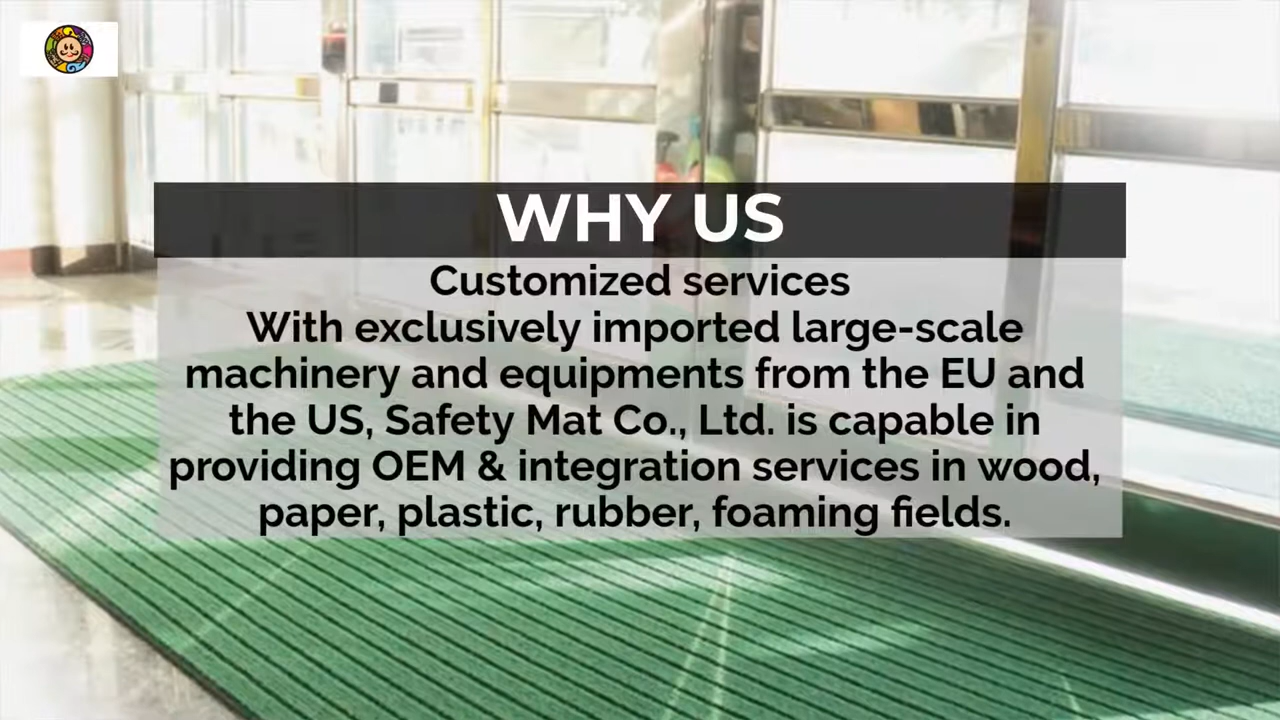 WHY US
Customized services
With exclusively imported large-scale
machinery and equipments from the EU and
the US, Safety Mat Co., Ltd. is capable in
providing OEM & integration services in wood,
paper, plastic, rubber, foaming fields.